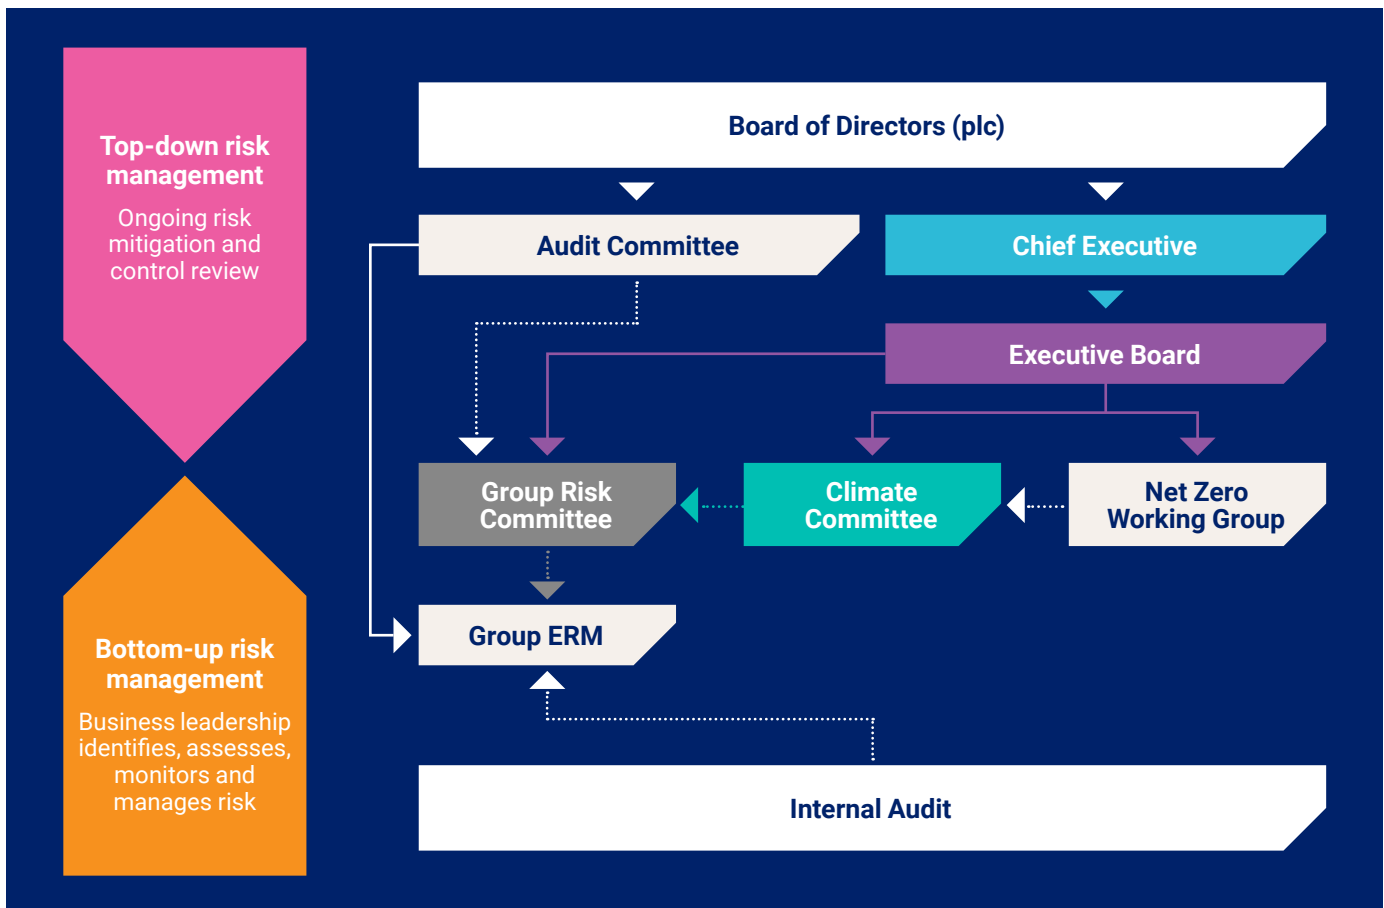 Top-down risk
management
Ongoing risk
mitigation and
control review
Bottom-up risk
management
Business leadership
identifies, assesses,
monitors and
manages risk
Board of Directors (plc)
Audit Committee
Chief Executive
Executive Board
Group Risk
Committee
Climate
Committee
Net Zero
Working Group
Group ERM
Internal Audit